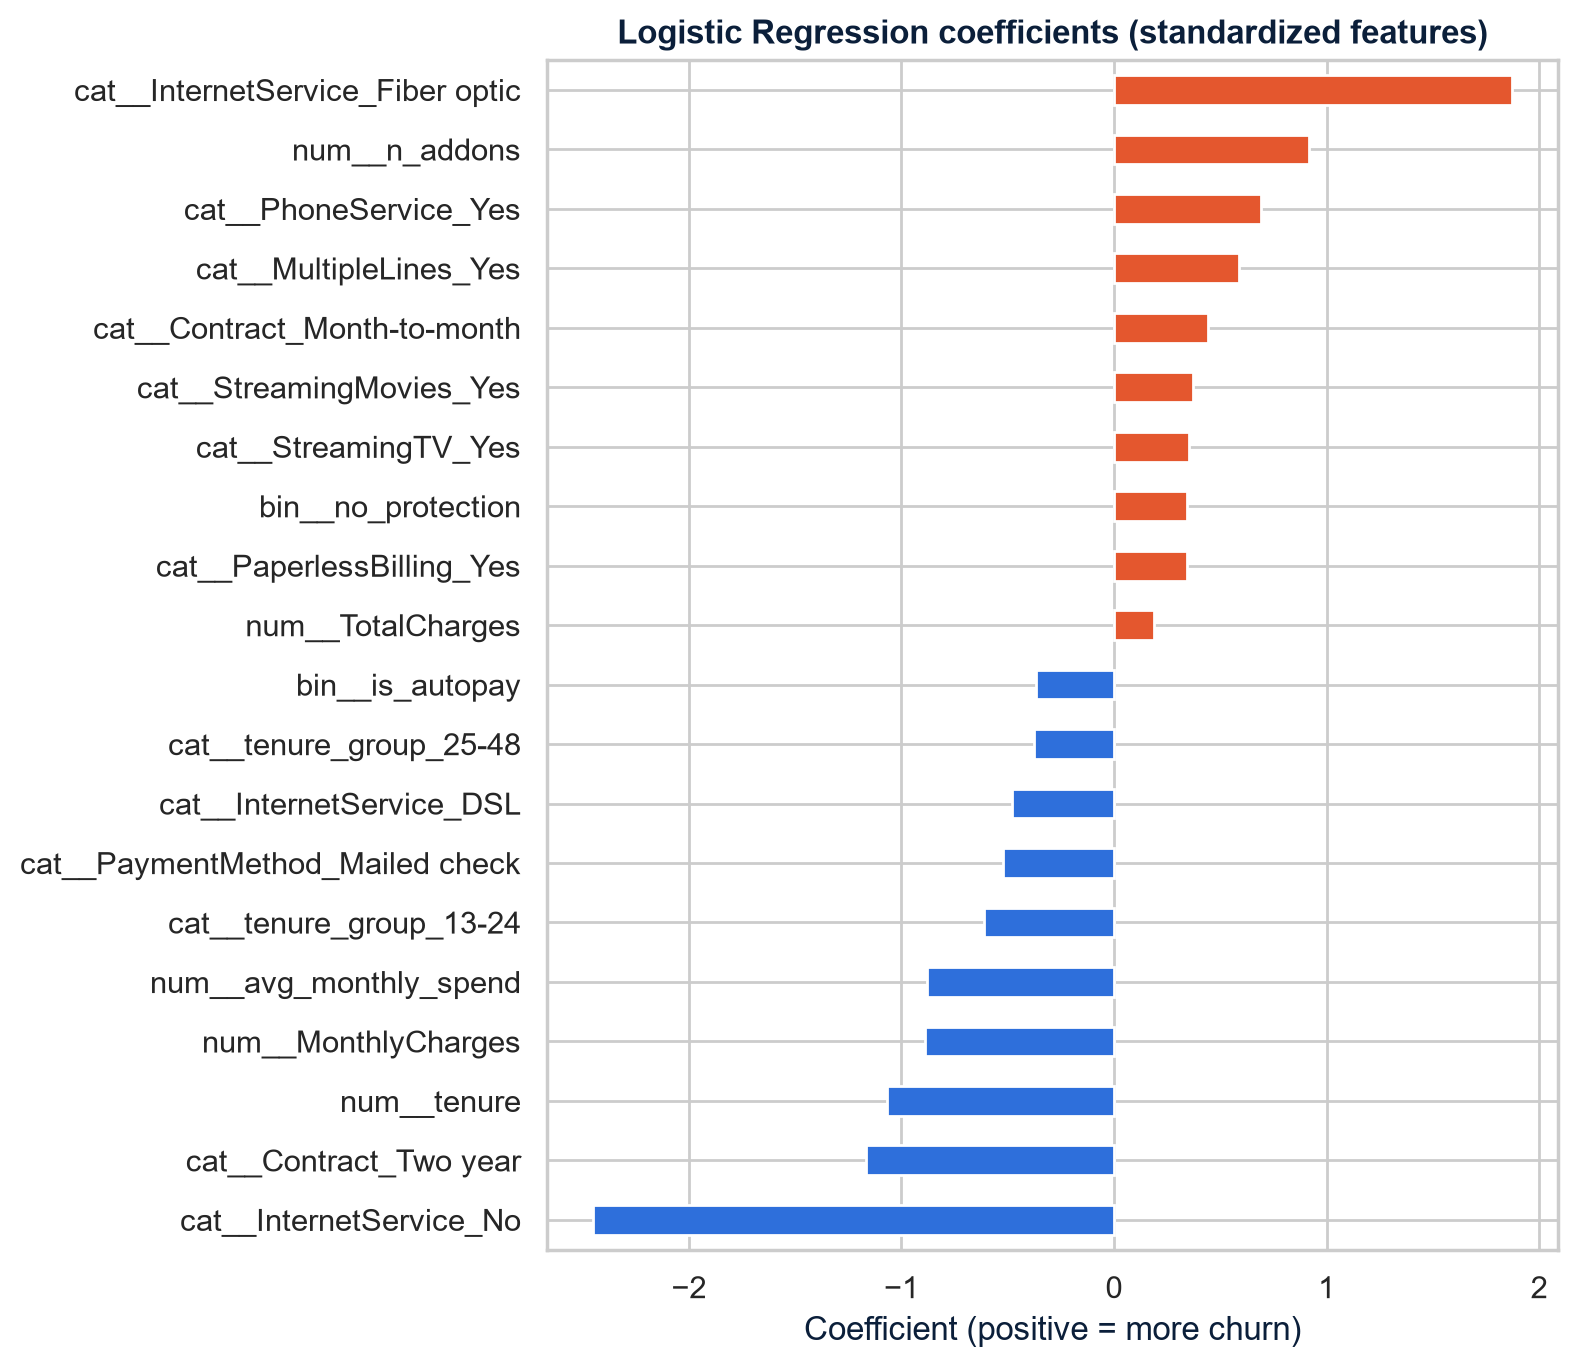 Logistic Regression coefficients (standardized features)
cat__InternetService_Fiber optic
num__n_addons
cat__PhoneService_Yes
cat__MultipleLines_Yes
cat__Contract_Month-to-month
cat__StreamingMovies_Yes
cat__StreamingTV_Yes
bin__no_protection
cat__PaperlessBilling_Yes
num__TotalCharges
bin__is_autopay
cat__tenure_group_25-48
cat__InternetService_DSL
cat__PaymentMethod_Mailed check
cat__tenure_group_13-24
num__avg_monthly_spend
num__MonthlyCharges
num__tenure
cat__Contract_Two year
cat__InternetService_No
−2 −1 0 1 2
Coefficient (positive = more churn)